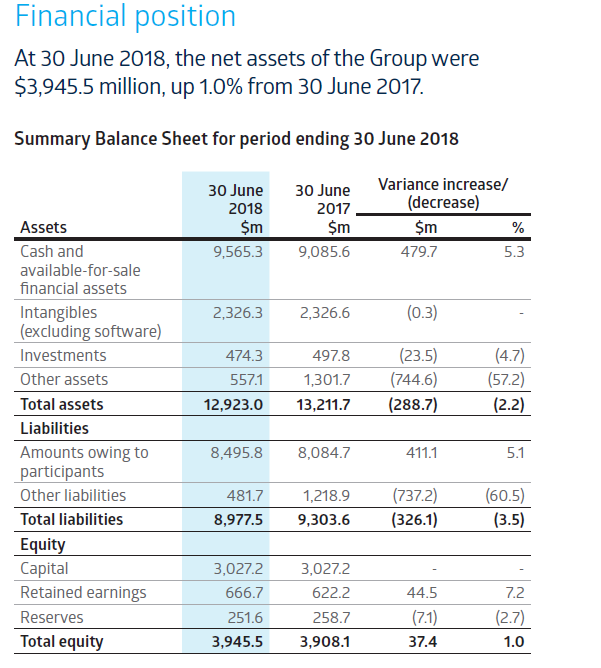 Financial position
At 30 June 2018, the net assets of the Group were
$3,945.5 million, up 1.0% from 30 June 2017.
Summary Balance Sheet for period ending 30 June 2018
30 June 30 June Variance increase/
2018 2017 (decrease)
Assets $m $m $m %
Cash and 9,565.3 9,085.6 479.7 5.3
available-for-sale
financial assets
Intangibles 2,326.3 2,326.6 (0.3) -
(excluding software)
Investments 474.3 497.8 (23.5) (4.7)
Other assets 557.1 1,301.7 (744.6) (57.2)
Total assets 12,923.0 13,211.7 (288.7) (2.2)
Liabilities
Amounts owing to 8,495.8 8,084.7 411.1 5.1
participants
Other liabilities 481.7 1,218.9 (737.2) (60.5)
Total liabilities 8,977.5 9,303.6 (326.1) (3.5)
Equity
Capital 3,027.2 3,027.2 - -
Retained earnings 666.7 622.2 44.5 7.2
Reserves 251.6 258.7 (7.1) (2.7)
Total equity 3,945.5 3,908.1 37.4 1.0